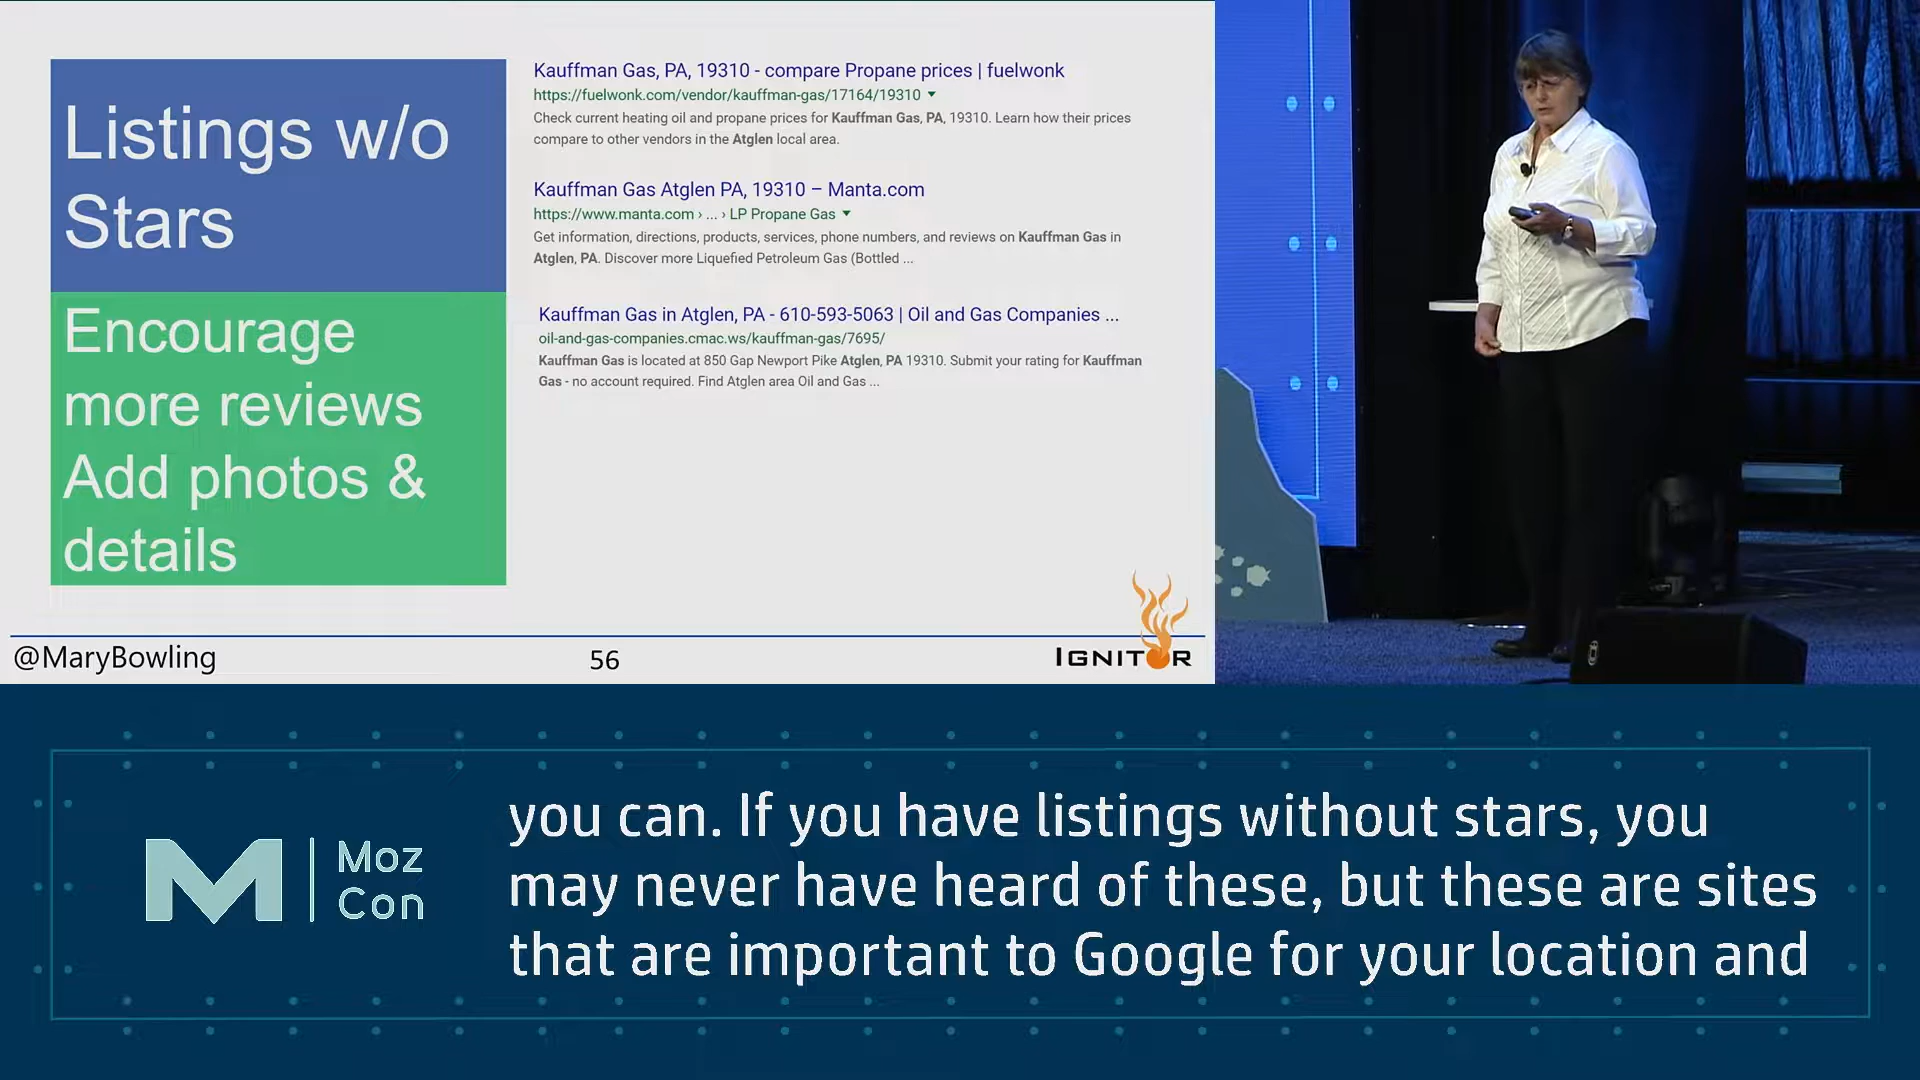 Listings w/o
Stars
Encourage
more reviews
Add photos &
details
Kauffman Gas, PA, 19310 - compare Propane prices | fuelwonk
https://fuelwonk.com/vendor/kauffman-gas/17164/19310
Check current heating oil and propane prices for Kauffman Gas, PA, 19310. Learn how their prices
compare to other vendors in the Atglen local area.
Kauffman Gas Atglen PA, 19310 – Manta.com
https://www.manta.com › ... › LP Propane Gas
Get information, directions, products, services, phone numbers, and reviews on Kauffman Gas in
Atglen, PA. Discover more Liquefied Petroleum Gas (Bottled ...
Kauffman Gas in Atglen, PA - 610-593-5063 | Oil and Gas Companies ...
oil-and-gas-companies.cmac.ws/kauffman-gas/7695/
Kauffman Gas is located at 850 Gap Newport Pike Atglen, PA 19310. Submit your rating for Kauffman
Gas - no account required. Find Atglen area Oil and Gas ...
@MaryBowling
56
IGNITOR
Moz
Con
you can. If you have listings without stars, you
may never have heard of these, but these are sites
that are important to Google for your location and